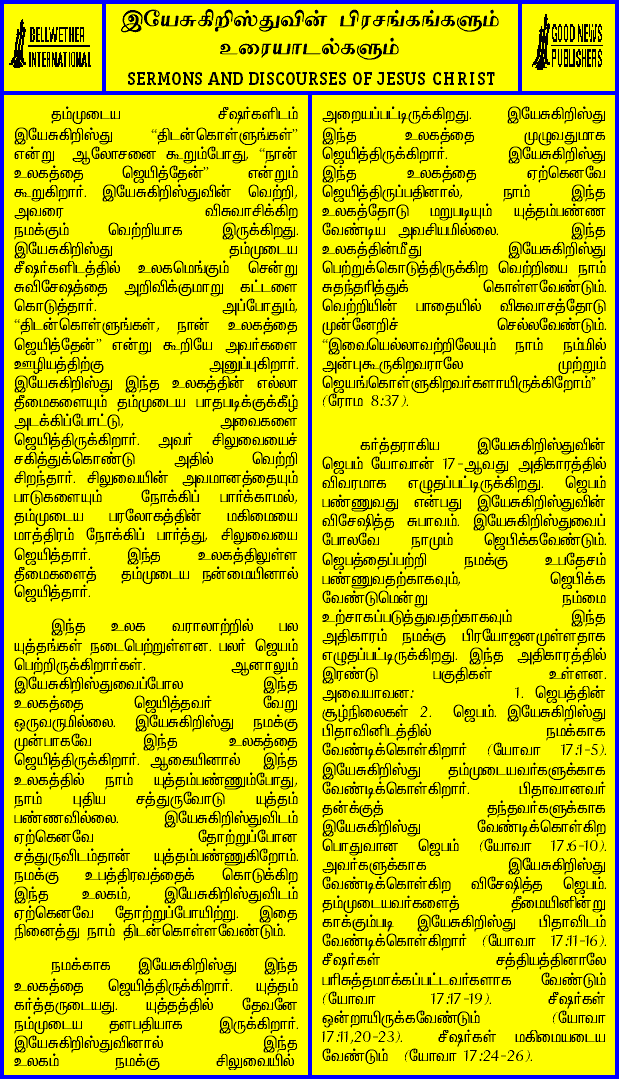 BELLWETHER
INTERNATIONAL
இயேசுகிறிஸ்துவின் பிரசங்கங்களும்
உரையாடல்களும்
SERMONS AND DISCOURSES OF JESUS CHRIST
GOOD NEWS
PUBLISHERS
தம்முடைய சீஷர்களிடம்
இயேசுகிறிஸ்து “திடன்கொள்ளுங்கள்”
என்று ஆலோசனை கூறும்போது, “நான்
உலகத்தை ஜெயித்தேன்” என்றும்
கூறுகிறார். இயேசுகிறிஸ்துவின் வெற்றி,
அவரை விசுவாசிக்கிற
நமக்கும் வெற்றியாக இருக்கிறது.
இயேசுகிறிஸ்து தம்முடைய
சீஷர்களிடத்தில் உலகமெங்கும் சென்று
சுவிசேஷத்தை அறிவிக்குமாறு கட்டளை
கொடுத்தார். அப்போதும்,
“திடன்கொள்ளுங்கள், நான் உலகத்தை
ஜெயித்தேன்” என்று கூறியே அவர்களை
ஊழியத்திற்கு அனுப்புகிறார்.
இயேசுகிறிஸ்து இந்த உலகத்தின் எல்லா
தீமைகளையும் தம்முடைய பாதபடிக்குக்கீழ்
அடக்கிப்போட்டு, அவைகளை
ஜெயித்திருக்கிறார். அவர் சிலுவையைச்
சகித்துக்கொண்டு அதில் வெற்றி
சிறந்தார். சிலுவையின் அவமானத்தையும்
பாடுகளையும் நோக்கிப் பார்க்காமல்,
தம்முடைய பரலோகத்தின் மகிமையை
மாத்திரம் நோக்கிப் பார்த்து, சிலுவையை
ஜெயித்தார். இந்த உலகத்திலுள்ள
தீமைகளைத் தம்முடைய நன்மையினால்
ஜெயித்தார்.
இந்த உலக வரலாற்றில் பல
யுத்தங்கள் நடைபெற்றுள்ளன. பலர் ஜெயம்
பெற்றிருக்கிறார்கள். ஆனாலும்
இயேசுகிறிஸ்துவைப்போல இந்த
உலகத்தை ஜெயித்தவர் வேறு
ஒருவருமில்லை. இயேசுகிறிஸ்து நமக்கு
முன்பாகவே இந்த உலகத்தை
ஜெயித்திருக்கிறார். ஆகையினால் இந்த
உலகத்தில் நாம் யுத்தம்பண்ணும்போது,
நாம் புதிய சத்துருவோடு யுத்தம்
பண்ணவில்லை. இயேசுகிறிஸ்துவிடம்
ஏற்கெனவே தோற்றுப்போன
சத்துருவிடம்தான் யுத்தம்பண்ணுகிறோம்.
நமக்கு உபத்திரவத்தைக் கொடுக்கிற
இந்த உலகம், இயேசுகிறிஸ்துவிடம்
ஏற்கெனவே தோற்றுப்போயிற்று. இதை
நினைத்து நாம் திடன்கொள்ளவேண்டும்.
நமக்காக இயேசுகிறிஸ்து இந்த
உலகத்தை ஜெயித்திருக்கிறார். யுத்தம்
கர்த்தருடையது. யுத்தத்தில் தேவனே
நம்முடைய தளபதியாக இருக்கிறார்.
இயேசுகிறிஸ்துவினால் இந்த
உலகம் நமக்கு சிலுவையில்
அறையப்பட்டிருக்கிறது. இயேசுகிறிஸ்து
இந்த உலகத்தை முழுவதுமாக
ஜெயித்திருக்கிறார். இயேசுகிறிஸ்து
இந்த உலகத்தை ஏற்கெனவே
ஜெயித்திருப்பதினால், நாம் இந்த
உலகத்தோடு மறுபடியும் யுத்தம்பண்ண
வேண்டிய அவசியமில்லை. இந்த
உலகத்தின்மீது இயேசுகிறிஸ்து
பெற்றுக்கொடுத்திருக்கிற வெற்றியை நாம்
சுதந்தரித்துக் கொள்ளவேண்டும்.
வெற்றியின் பாதையில் விசுவாசத்தோடு
முன்னேறிச் செல்லவேண்டும்.
“இவையெல்லாவற்றிலேயும் நாம் நம்மில்
அன்புகூருகிறவராலே முற்றும்
ஜெயங்கொள்ளுகிறவர்களாயிருக்கிறோம்”
(ரோம 8:37).
கர்த்தராகிய இயேசுகிறிஸ்துவின்
ஜெபம் யோவான் 17-ஆவது அதிகாரத்தில்
விவரமாக எழுதப்பட்டிருக்கிறது. ஜெபம்
பண்ணுவது என்பது இயேசுகிறிஸ்துவின்
விசேஷித்த சுபாவம். இயேசுகிறிஸ்துவைப்
போலவே நாமும் ஜெபிக்கவேண்டும்.
ஜெபத்தைப்பற்றி நமக்கு உபதேசம்
பண்ணுவதற்காகவும், ஜெபிக்க
வேண்டுமென்று நம்மை
உற்சாகப்படுத்துவதற்காகவும் இந்த
அதிகாரம் நமக்கு பிரயோஜனமுள்ளதாக
எழுதப்பட்டிருக்கிறது. இந்த அதிகாரத்தில்
இரண்டு பகுதிகள் உள்ளன.
அவையாவன: 1. ஜெபத்தின்
சூழ்நிலைகள் 2. ஜெபம். இயேசுகிறிஸ்து
பிதாவினிடத்தில் நமக்காக
வேண்டிக்கொள்கிறார் (யோவா 17:1-5).
இயேசுகிறிஸ்து தம்முடையவர்களுக்காக
வேண்டிக்கொள்கிறார். பிதாவானவர்
தன்க்குத் தந்தவர்களுக்காக
இயேசுகிறிஸ்து வேண்டிக்கொள்கிற
பொதுவான ஜெபம் (யோவா 17:6-10).
அவர்களுக்காக இயேசுகிறிஸ்து
வேண்டிக்கொள்கிற விசேஷித்த ஜெபம்.
தம்முடையவர்களைத் தீமையினின்று
காக்கும்படி இயேசுகிறிஸ்து பிதாவிடம்
வேண்டிக்கொள்கிறார் (யோவா 17:11-16).
சீஷர்கள் சத்தியத்தினாலே
பரிசுத்தமாக்கப்பட்டவர்களாக வேண்டும்
(யோவா 17:17-19). சீஷர்கள்
ஒன்றாயிருக்கவேண்டும் (யோவா
17:11,20-23). சீஷர்கள் மகிமையடைய
வேண்டும் (யோவா 17:24-26).